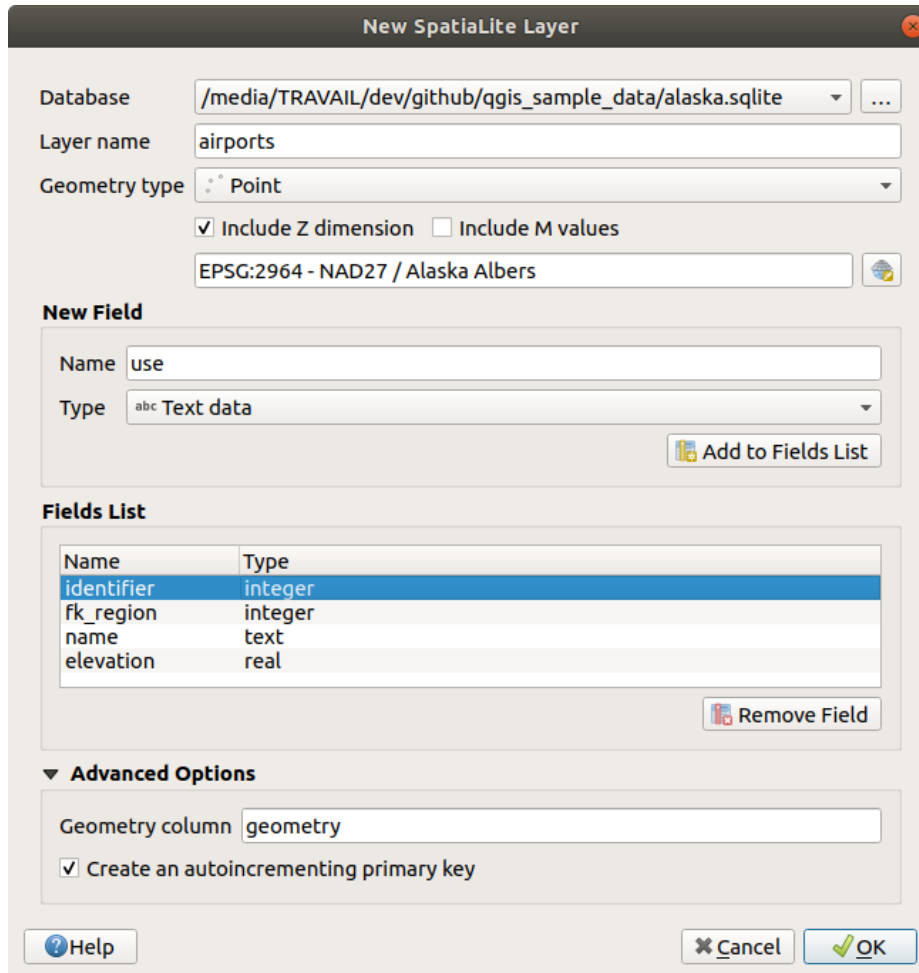 New SpatiaLite Layer
Database /media/TRAVAIL/dev/github/qgis_sample_data/alaska.sqlite ...
Layer name airports
Geometry type Point
Include Z dimension Include M values
EPSG:2964 - NAD27 / Alaska Albers
New Field
Name use
Type abc Text data
Add to Fields List
Fields List
Name Type
identifier integer
fk_region integer
name text
elevation real
Remove Field
Advanced Options
Geometry column geometry
Create an autoincrementing primary key
Help Cancel OK